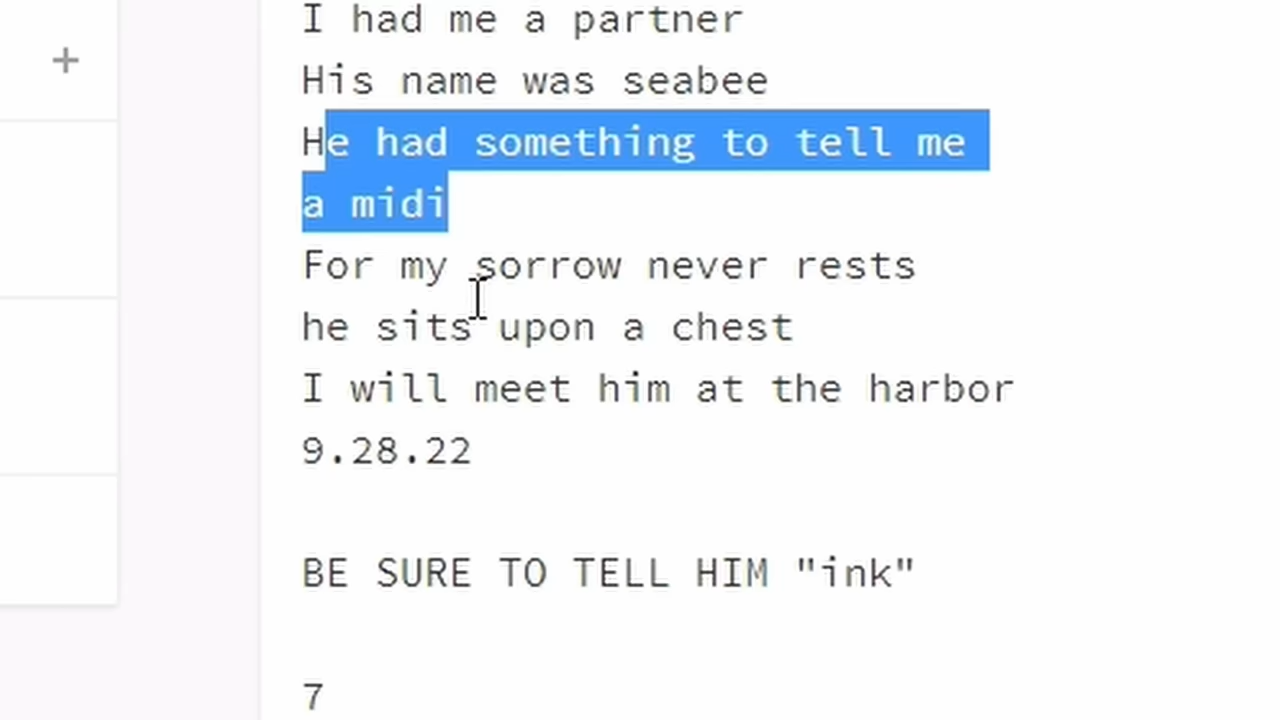 I had me a partner
His name was seabee
He had something to tell me
a midi
For my sorrow never rests
he sits upon a chest
I will meet him at the harbor
9.28.22
BE SURE TO TELL HIM "ink"
7